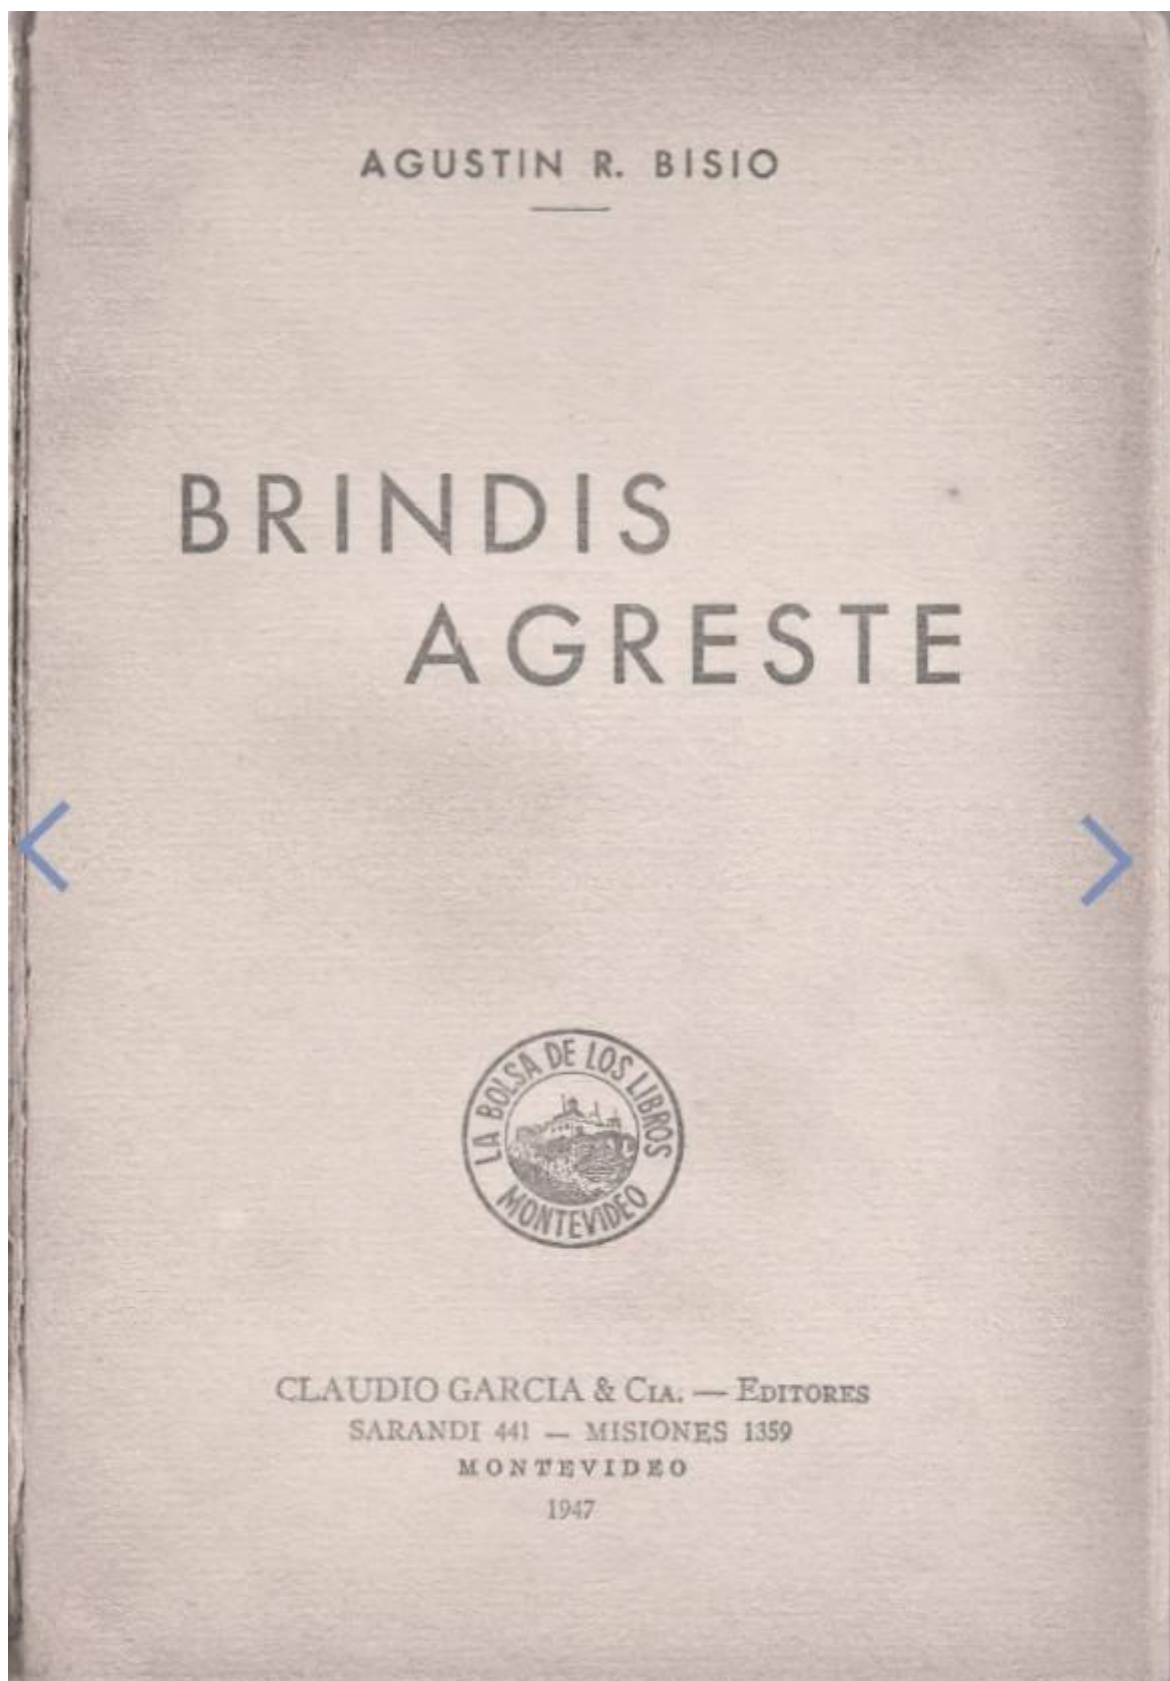 AGUSTIN R. BISIO
BRINDIS
AGRESTE
LA BOLSA DE LOS LIBROS
MONTEVIDEO
CLAUDIO GARCIA & CIA. — EDITORES
SARANDI 441 — MISIONES 1359
MONTEVIDEO
1947